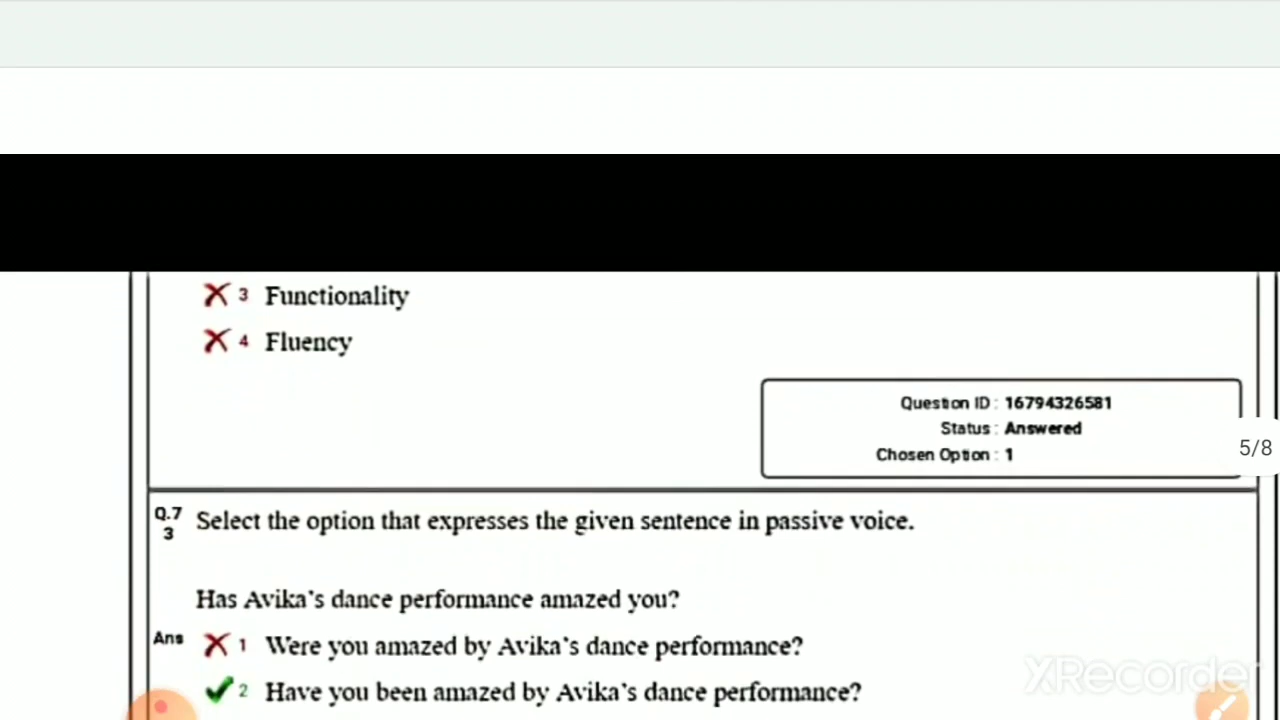 3 Functionality
4 Fluency
Question ID : 16794326581
Status : Answered
Chosen Option : 1
5/8
Q.7
3
Select the option that expresses the given sentence in passive voice.
Has Avika's dance performance amazed you?
Ans
1 Were you amazed by Avika's dance performance?
2 Have you been amazed by Avika's dance performance?
XRecorder